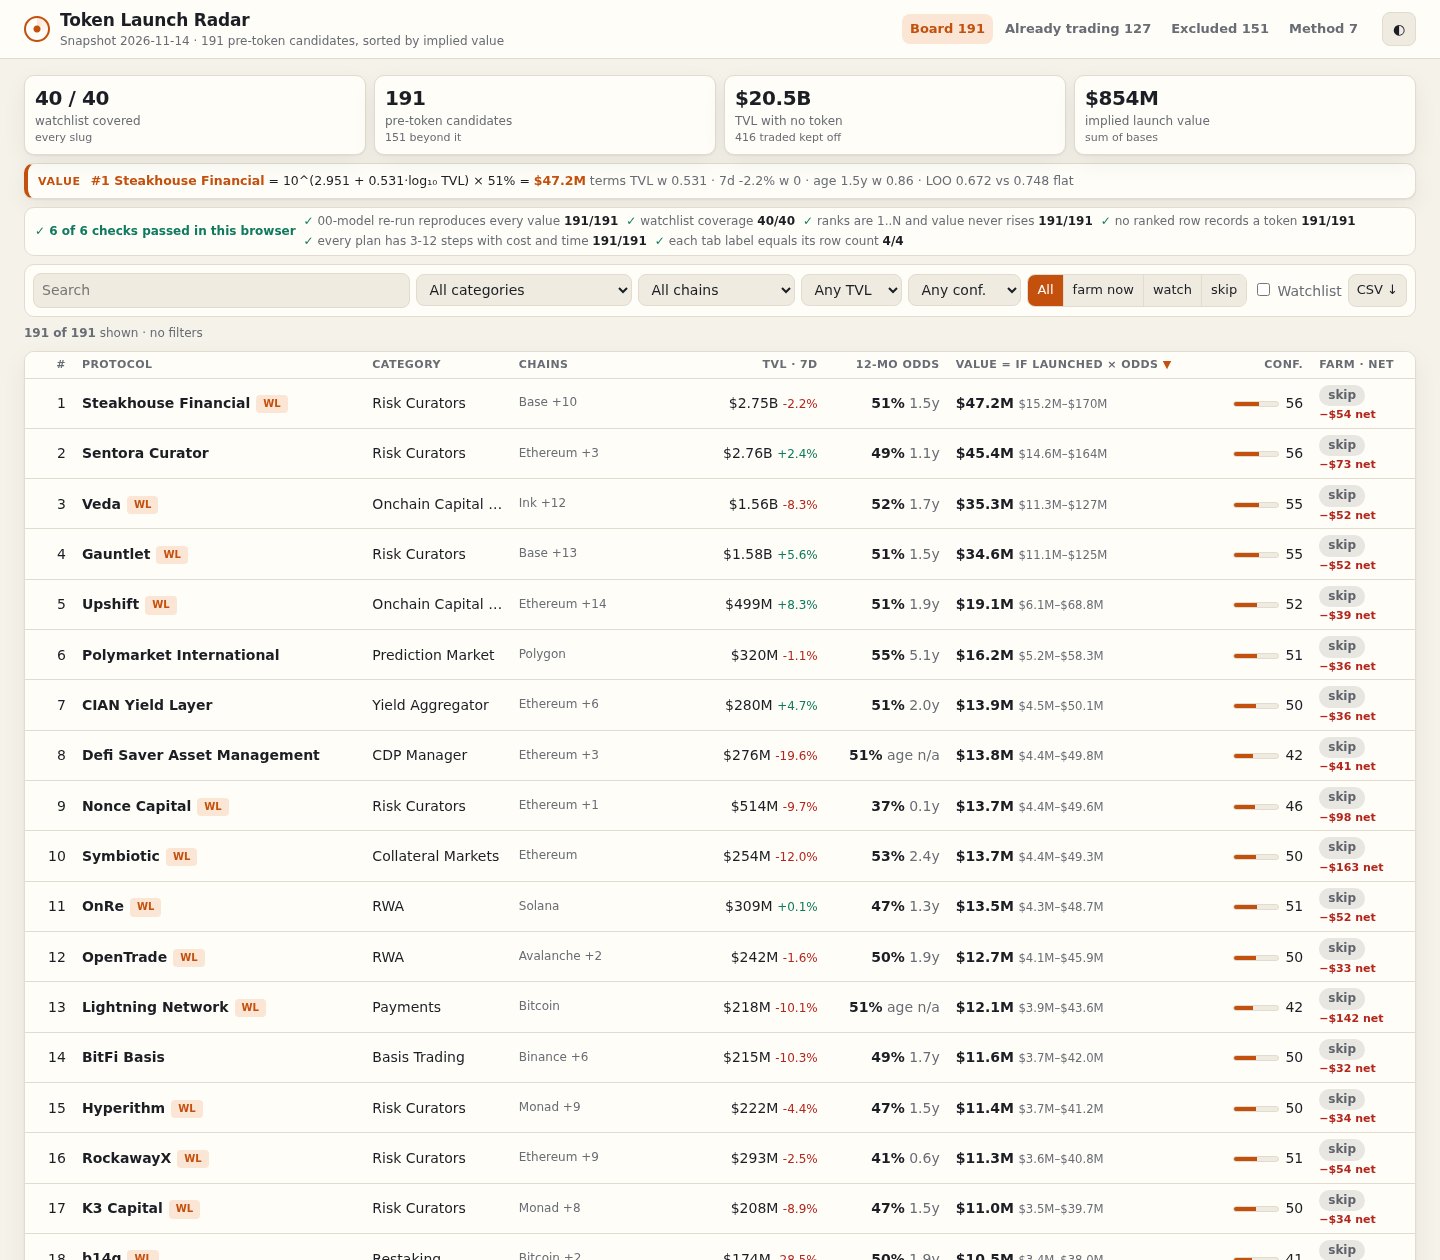 Token Launch Radar
Snapshot 2026-11-14 · 191 pre-token candidates, sorted by implied value
Board 191 Already trading 127 Excluded 151 Method 7
40 / 40
watchlist covered
every slug
191
pre-token candidates
151 beyond it
$20.5B
TVL with no token
416 traded kept off
$854M
implied launch value
sum of bases
VALUE #1 Steakhouse Financial = 10^(2.951 + 0.531·log₁₀ TVL) × 51% = $47.2M terms TVL w 0.531 · 7d -2.2% w 0 · age 1.5y w 0.86 · LOO 0.672 vs 0.748 flat
✓ 6 of 6 checks passed in this browser
✓ 00-model re-run reproduces every value 191/191 ✓ watchlist coverage 40/40 ✓ ranks are 1..N and value never rises 191/191 ✓ no ranked row records a token 191/191
✓ every plan has 3-12 steps with cost and time 191/191 ✓ each tab label equals its row count 4/4
Search All categories All chains Any TVL Any conf. All farm now watch skip Watchlist CSV ↓
191 of 191 shown · no filters
# PROTOCOL CATEGORY CHAINS TVL · 7D 12-MO ODDS VALUE = IF LAUNCHED × ODDS ▼ CONF. FARM · NET
1 Steakhouse Financial WL Risk Curators Base +10 $2.75B -2.2% 51% 1.5y $47.2M $15.2M–$170M 56 skip −$54 net
2 Sentora Curator Risk Curators Ethereum +3 $2.76B +2.4% 49% 1.1y $45.4M $14.6M–$164M 56 skip −$73 net
3 Veda WL Onchain Capital ... Ink +12 $1.56B -8.3% 52% 1.7y $35.3M $11.3M–$127M 55 skip −$52 net
4 Gauntlet WL Risk Curators Base +13 $1.58B +5.6% 51% 1.5y $34.6M $11.1M–$125M 55 skip −$52 net
5 Upshift WL Onchain Capital ... Ethereum +14 $499M +8.3% 51% 1.9y $19.1M $6.1M–$68.8M 52 skip −$39 net
6 Polymarket International Prediction Market Polygon $320M -1.1% 55% 5.1y $16.2M $5.2M–$58.3M 51 skip −$36 net
7 CIAN Yield Layer Yield Aggregator Ethereum +6 $280M +4.7% 51% 2.0y $13.9M $4.5M–$50.1M 50 skip −$36 net
8 Defi Saver Asset Management CDP Manager Ethereum +3 $276M -19.6% 51% age n/a $13.8M $4.4M–$49.8M 42 skip −$41 net
9 Nonce Capital WL Risk Curators Ethereum +1 $514M -9.7% 37% 0.1y $13.7M $4.4M–$49.6M 46 skip −$98 net
10 Symbiotic WL Collateral Markets Ethereum $254M -12.0% 53% 2.4y $13.7M $4.4M–$49.3M 50 skip −$163 net
11 OnRe WL RWA Solana $309M +0.1% 47% 1.3y $13.5M $4.3M–$48.7M 51 skip −$52 net
12 OpenTrade WL RWA Avalanche +2 $242M -1.6% 50% 1.9y $12.7M $4.1M–$45.9M 50 skip −$33 net
13 Lightning Network WL Payments Bitcoin $218M -10.1% 51% age n/a $12.1M $3.9M–$43.6M 42 skip −$142 net
14 BitFi Basis Basis Trading Binance +6 $215M -10.3% 49% 1.7y $11.6M $3.7M–$42.0M 50 skip −$32 net
15 Hyperithm WL Risk Curators Monad +9 $222M -4.4% 47% 1.5y $11.4M $3.7M–$41.2M 50 skip −$34 net
16 RockawayX WL Risk Curators Ethereum +9 $293M -2.5% 41% 0.6y $11.3M $3.6M–$40.8M 51 skip −$54 net
17 K3 Capital WL Risk Curators Monad +8 $208M -8.9% 47% 1.5y $11.0M $3.5M–$39.7M 50 skip −$34 net
18 b14g WL Restaking Bitcoin +2 $174M -28.5% 50% 1.9y $10.5M $3.4M–$38.0M 41 skip